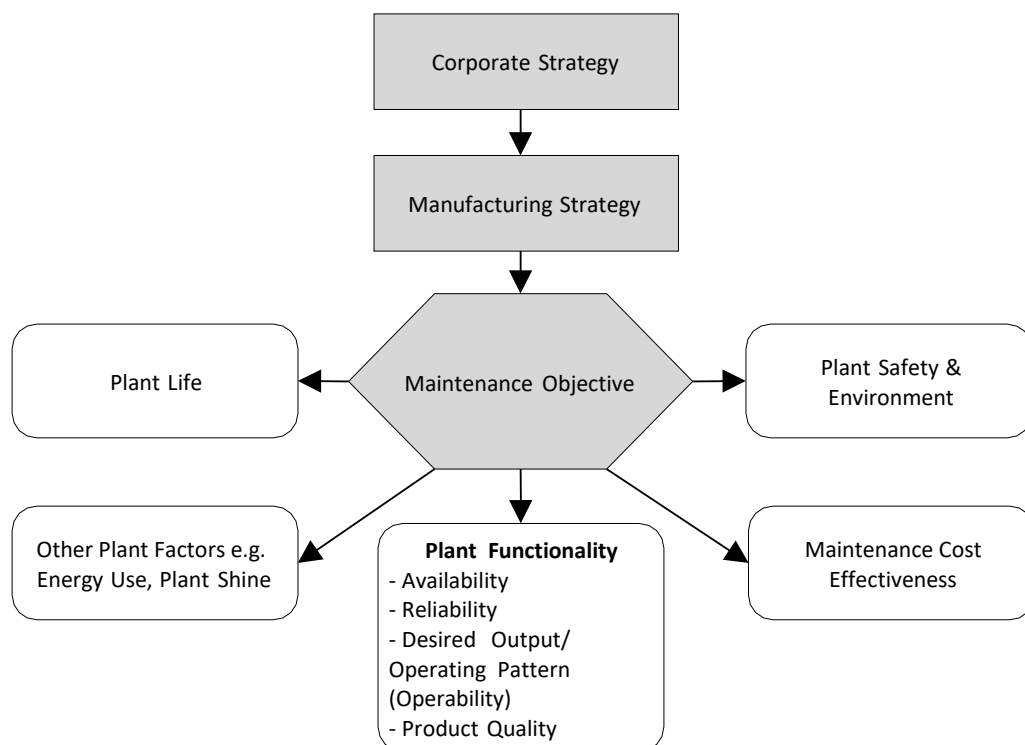 Corporate Strategy
Manufacturing Strategy
Maintenance Objective
Plant Life
Plant Safety &
Environment
Other Plant Factors e.g.
Energy Use, Plant Shine
Plant Functionality
- Availability
- Reliability
- Desired Output/
Operating Pattern
(Operability)
- Product Quality
Maintenance Cost
Effectiveness